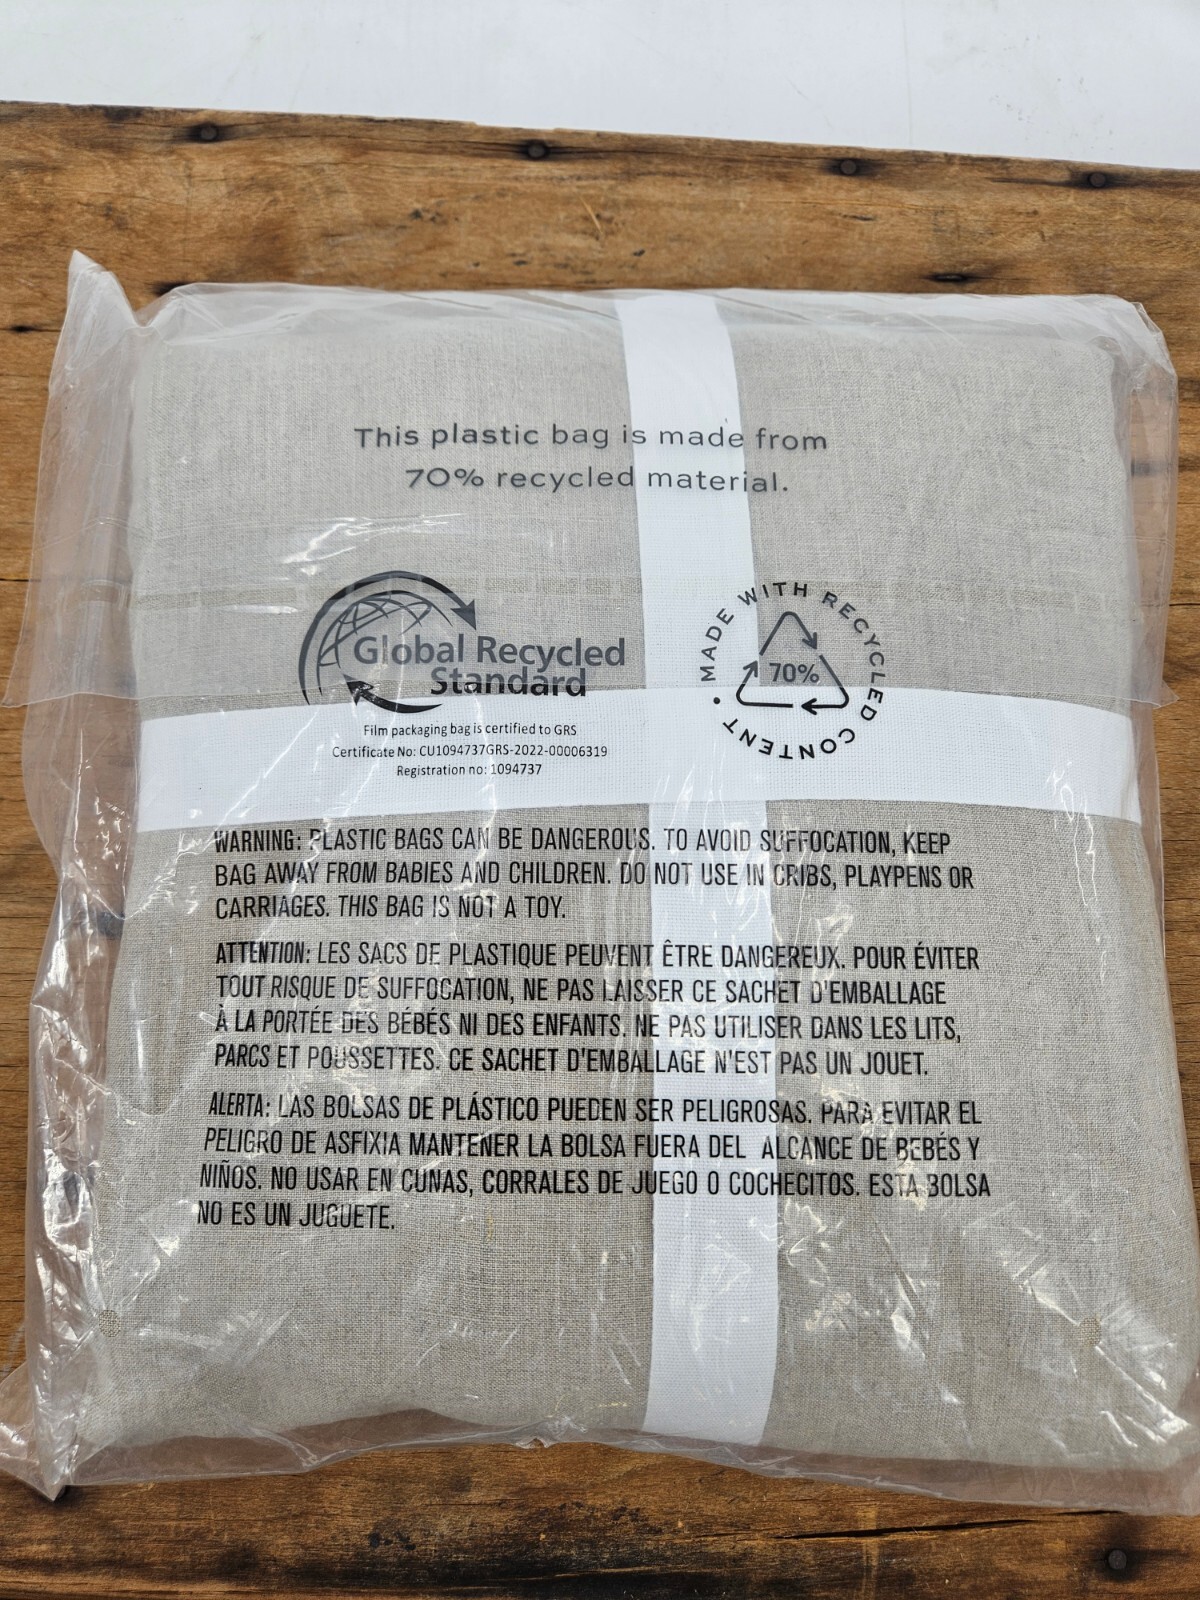 This plastic bag is made from
70% recycled material.
Global Recycled
Standard
Film packaging bag is certified to GRS
Certificate No: CU1094737GRS-2022-00006319
Registration no: 1094737
MADE WITH RECYCLED CONTENT •
70%
WARNING: PLASTIC BAGS CAN BE DANGEROUS. TO AVOID SUFFOCATION, KEEP
BAG AWAY FROM BABIES AND CHILDREN. DO NOT USE IN CRIBS, PLAYPENS OR
CARRIAGES. THIS BAG IS NOT A TOY.
ATTENTION: LES SACS DE PLASTIQUE PEUVENT ÊTRE DANGEREUX. POUR ÉVITER
TOUT RISQUE DE SUFFOCATION, NE PAS LAISSER CE SACHET D'EMBALLAGE
À LA PORTÉE DES BÉBÉS NI DES ENFANTS. NE PAS UTILISER DANS LES LITS,
PARCS ET POUSSETTES. CE SACHET D'EMBALLAGE N'EST PAS UN JOUET.
ALERTA: LAS BOLSAS DE PLÁSTICO PUEDEN SER PELIGROSAS. PARA EVITAR EL
PELIGRO DE ASFIXIA MANTENER LA BOLSA FUERA DEL ALCANCE DE BEBÉS Y
NIÑOS. NO USAR EN CUNAS, CORRALES DE JUEGO O COCHECITOS. ESTA BOLSA
NO ES UN JUGUETE.